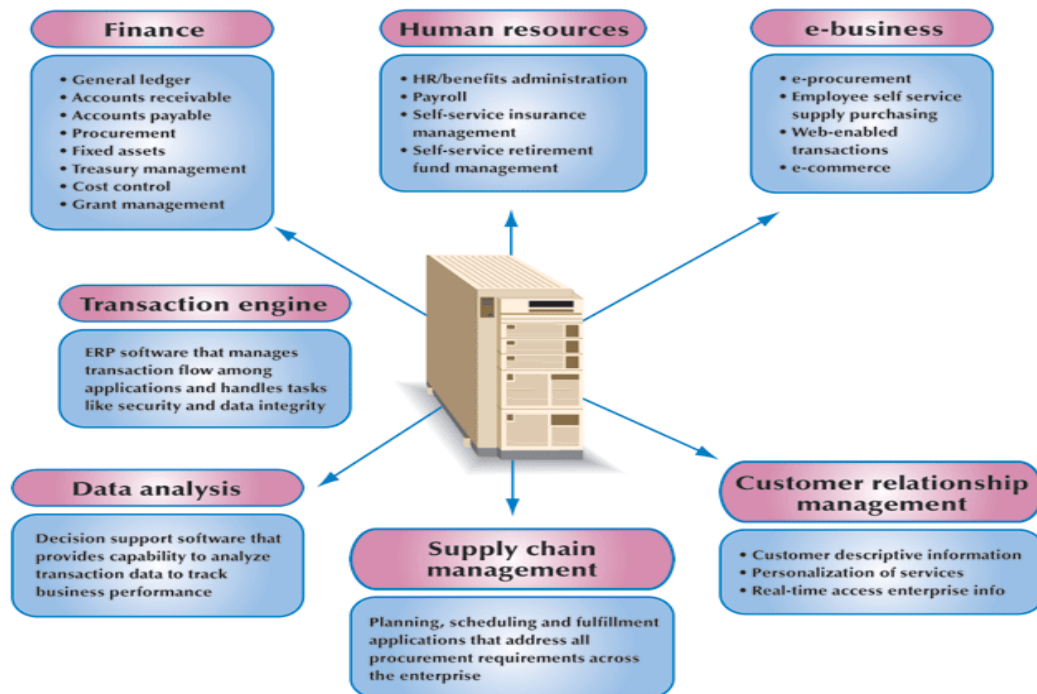 Finance
• General ledger
• Accounts receivable
• Accounts payable
• Procurement
• Fixed assets
• Treasury management
• Cost control
• Grant management
Human resources
• HR/benefits administration
• Payroll
• Self-service insurance
management
• Self-service retirement
fund management
e-business
• e-procurement
• Employee self service
supply purchasing
• Web-enabled
transactions
• e-commerce
Transaction engine
ERP software that manages
transaction flow among
applications and handles tasks
like security and data integrity
Data analysis
Decision support software that
provides capability to analyze
transaction data to track
business performance
Supply chain
management
Planning, scheduling and fulfillment
applications that address all
procurement requirements across
the enterprise
Customer relationship
management
• Customer descriptive information
• Personalization of services
• Real-time access enterprise info